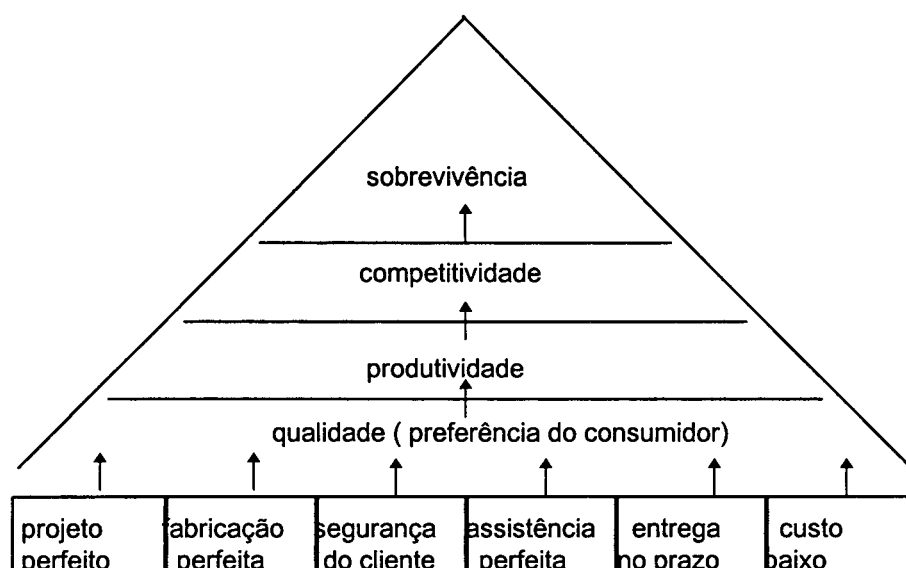 sobrevivência
competitividade
produtividade
qualidade ( preferência do consumidor)
projeto fabricação segurança assistência entrega custo
perfeito perfeita do cliente perfeita no prazo baixo